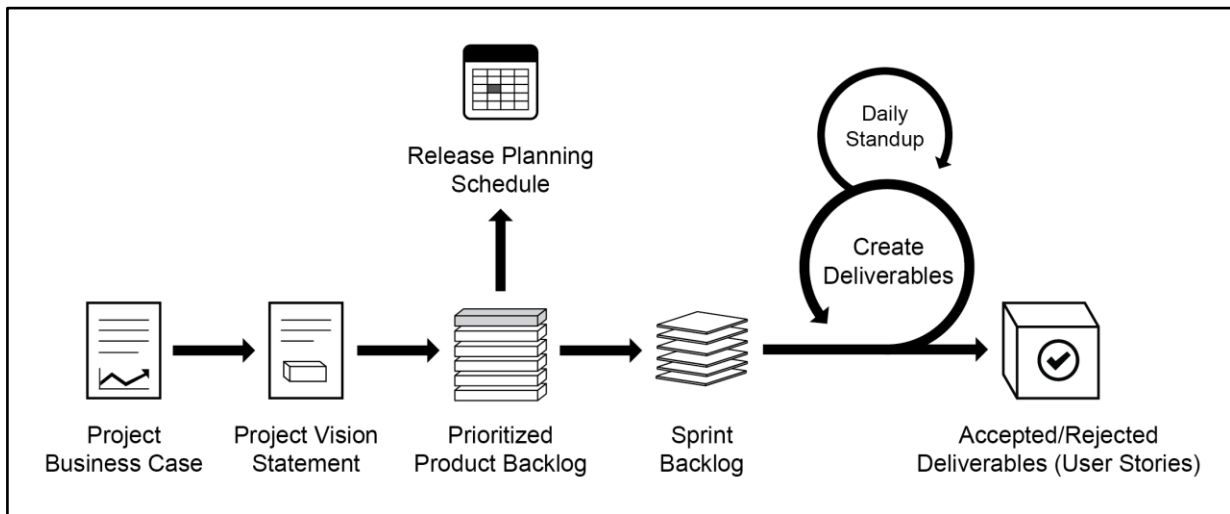 Daily
Standup
Release Planning
Schedule
Create
Deliverables
Project
Business Case
Project Vision
Statement
Prioritized
Product Backlog
Sprint
Backlog
Accepted/Rejected
Deliverables (User Stories)